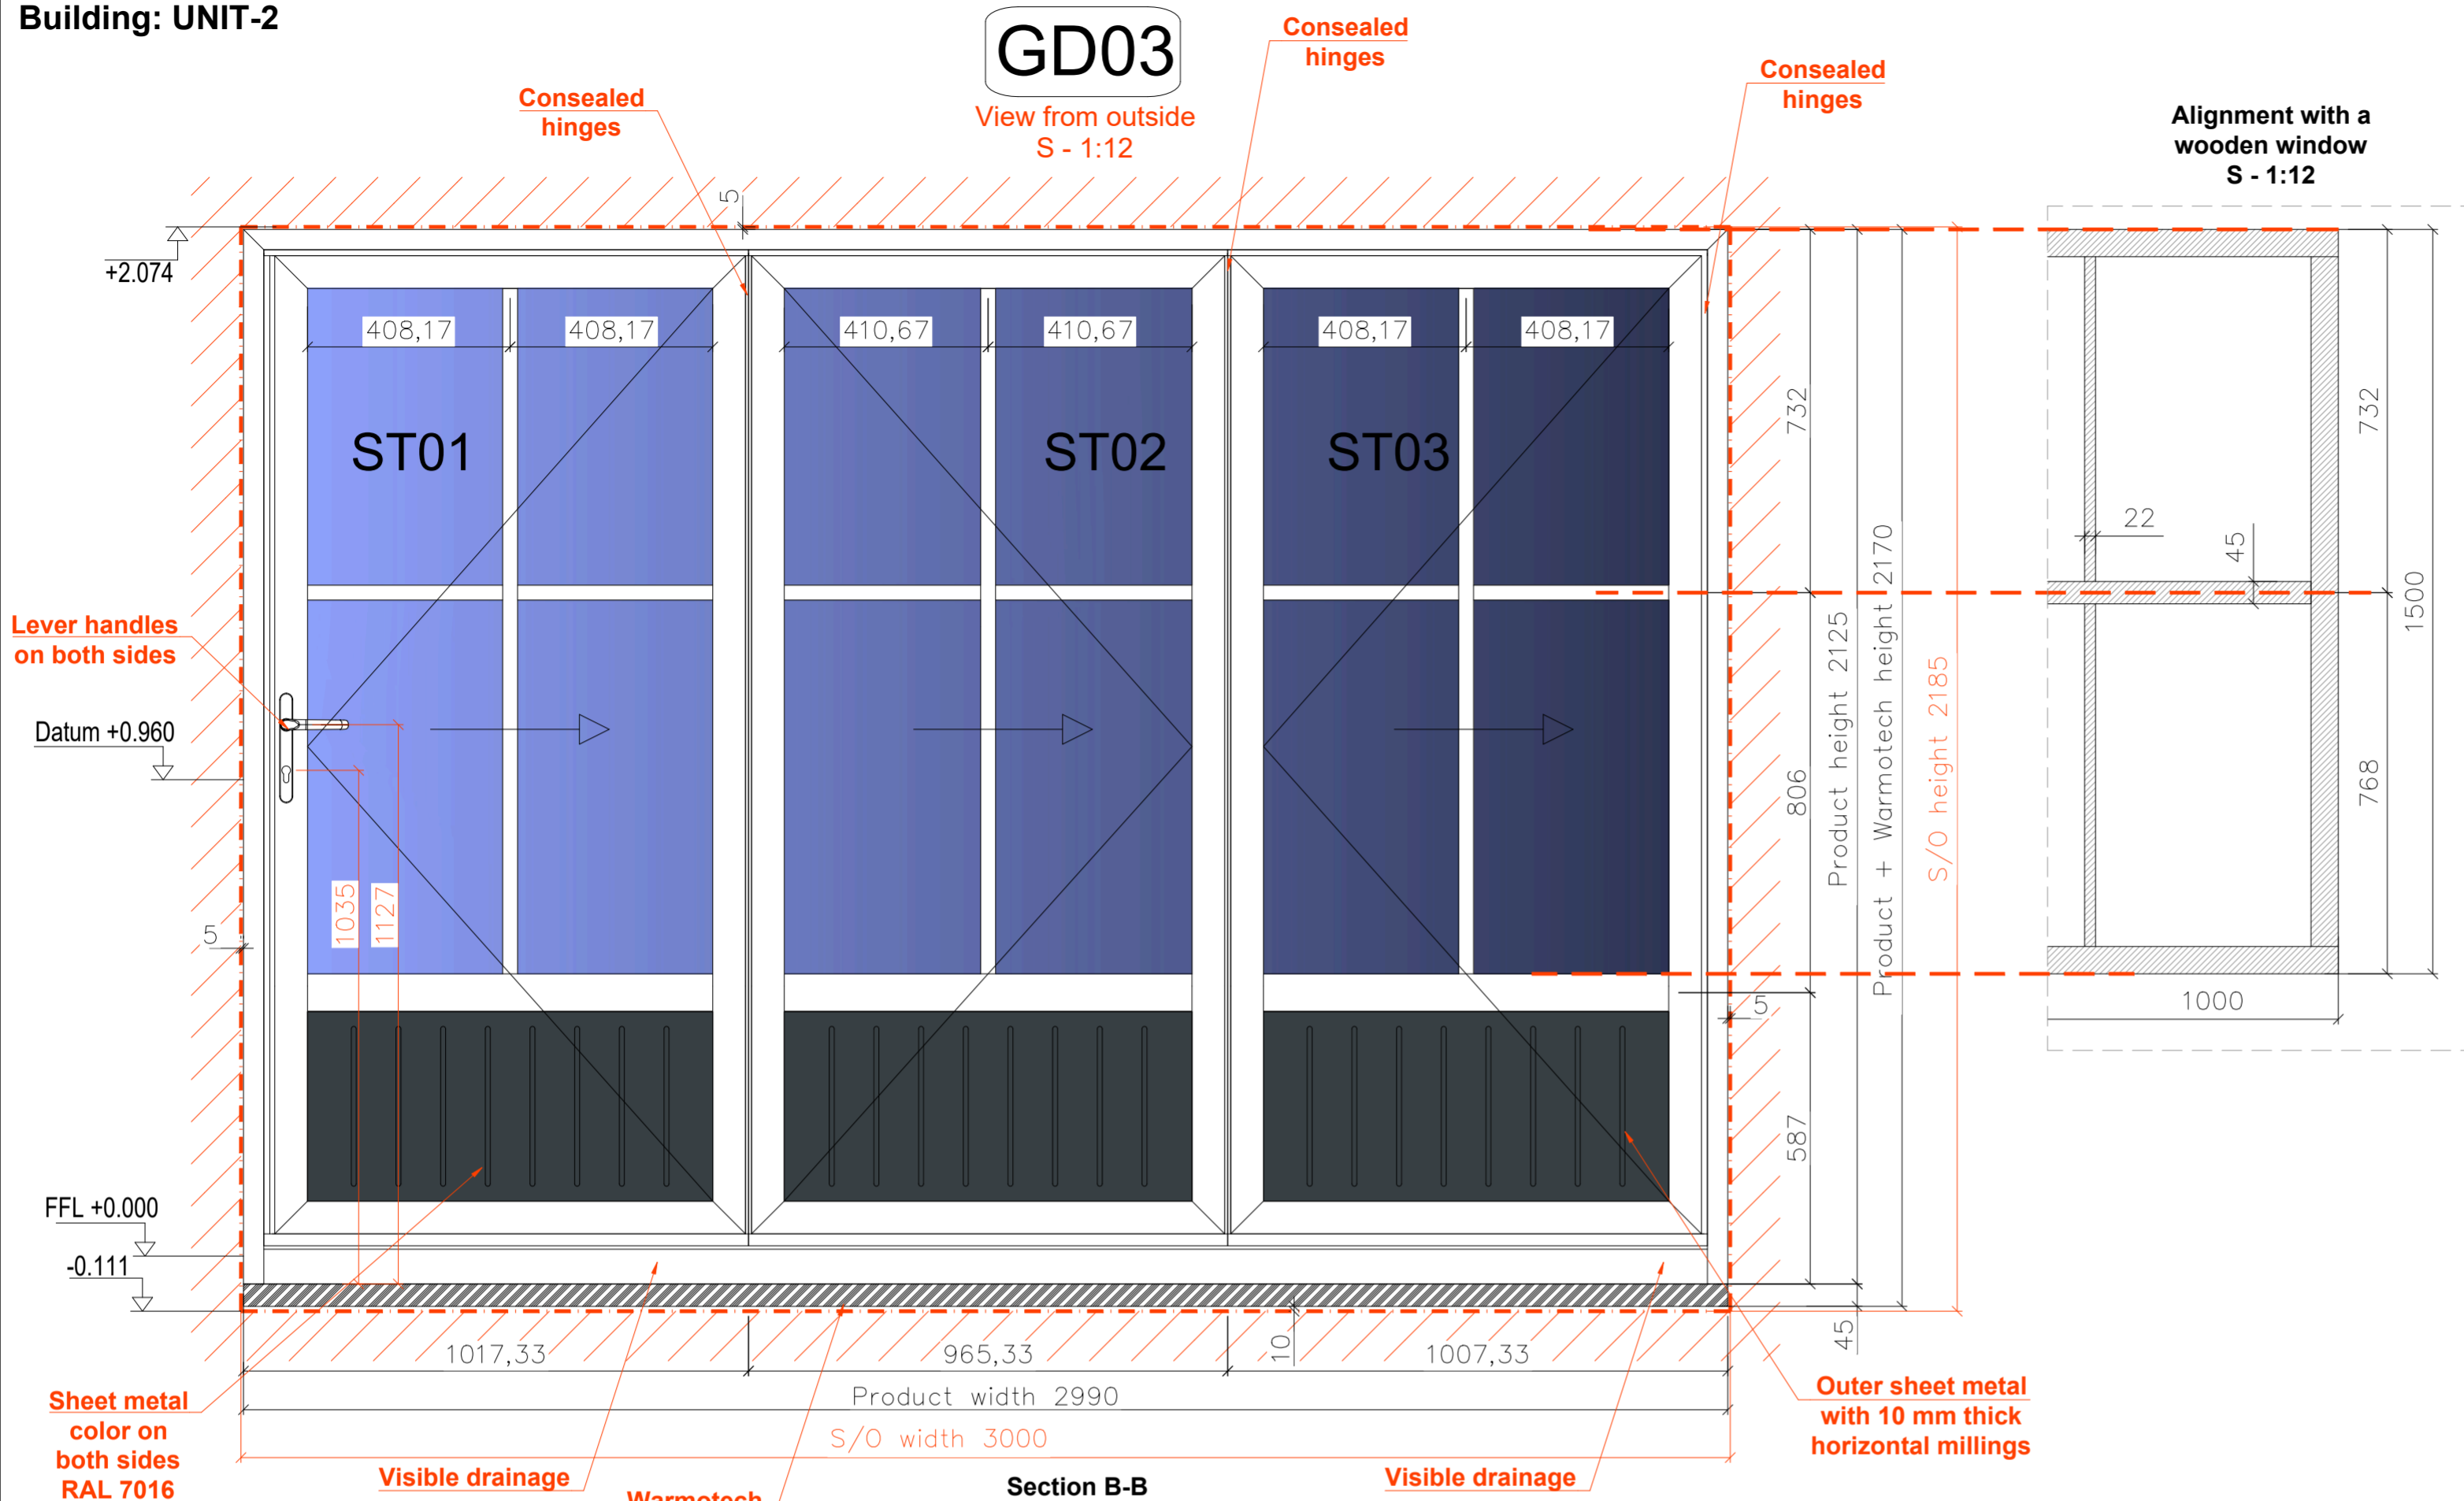 Building: UNIT-2
GD03
View from outside
S - 1:12
Consealed
hinges
Consealed
hinges
Consealed
hinges
Alignment with a
wooden window
S - 1:12
5
+2.074
408,17
408,17
410,67
410,67
408,17
408,17
ST01
ST02
ST03
732
732
22
45
1500
Lever handles
on both sides
Datum +0.960
Product height 2125
Product + Warmotech height 2170
S/O height 2185
806
768
1035
1127
5
5
1000
587
FFL +0.000
-0.111
1017,33
965,33
10
1007,33
45
Product width 2990
S/O width 3000
Sheet metal
color on
both sides
RAL 7016
Outer sheet metal
with 10 mm thick
horizontal millings
Visible drainage
Warmotech
Section B-B
Visible drainage